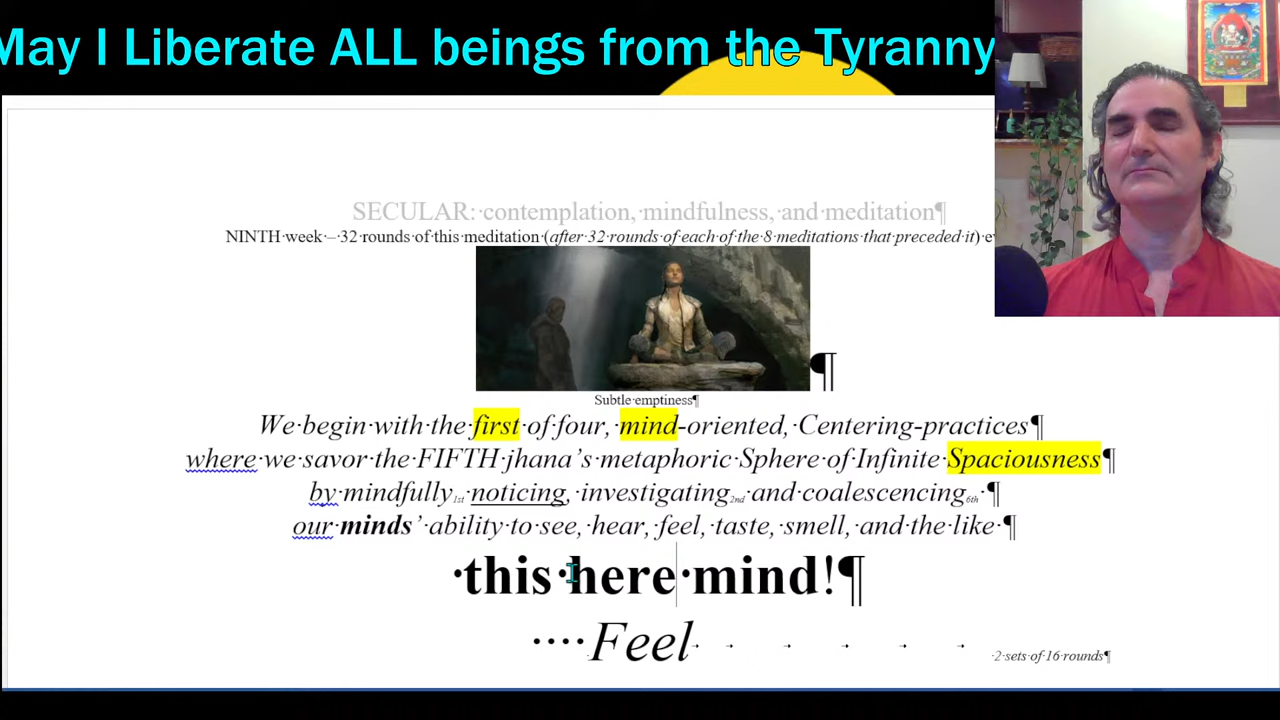 May I Liberate ALL beings from the Tyranny
SECULAR: contemplation, mindfulness, and meditation¶
NINTH week – 32 rounds of this meditation (after 32 rounds of each of the 8 meditations that preceded it)
¶
Subtle emptiness¶
We begin with the first of four, mind-oriented, Centering-practices¶
where we savor the FIFTH jhana's metaphoric Sphere of Infinite Spaciousness¶
by mindfully 1st noticing, investigating 2nd and coalescencing 6th ¶
our minds' ability to see, hear, feel, taste, smell, and the like¶
this here mind!¶
Feel
2 sets of 16 rounds¶